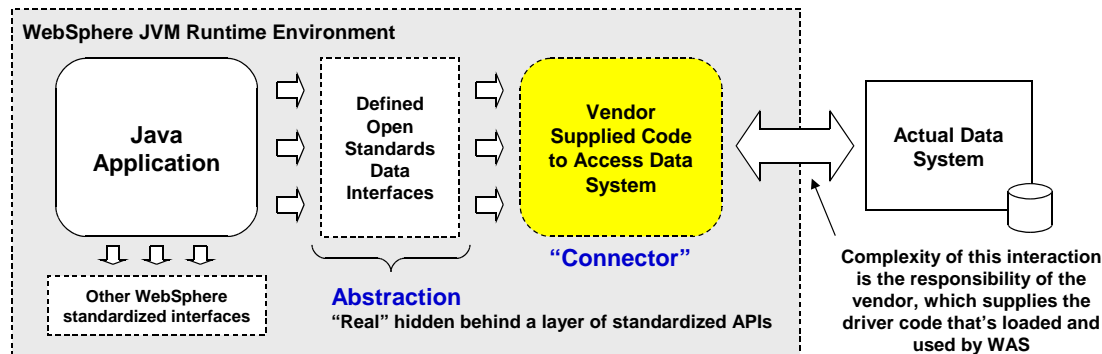 WebSphere JVM Runtime Environment
Java
Application
Defined
Open
Standards
Data
Interfaces
Vendor
Supplied Code
to Access Data
System
Actual Data
System
Other WebSphere
standardized interfaces
Abstraction
“Real” hidden behind a layer of standardized APIs
“Connector”
Complexity of this interaction
is the responsibility of the
vendor, which supplies the
driver code that’s loaded and
used by WAS